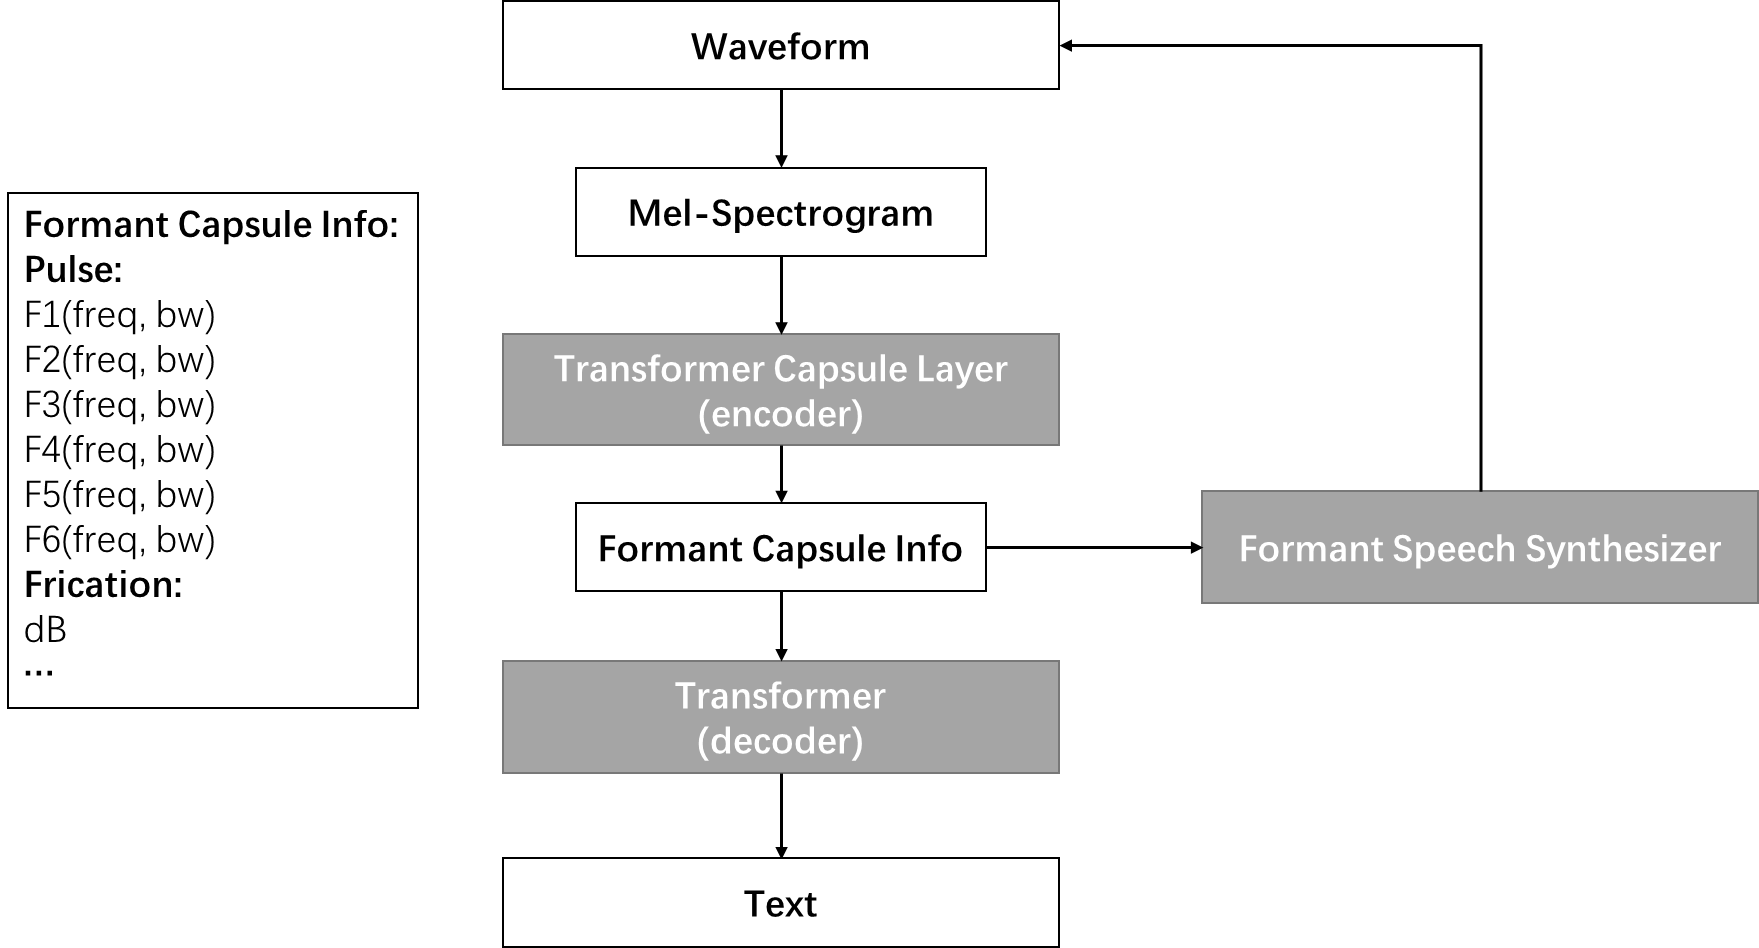 Waveform
Mel-Spectrogram
Formant Capsule Info:
Pulse:
F1(freq, bw)
F2(freq, bw)
F3(freq, bw)
F4(freq, bw)
F5(freq, bw)
F6(freq, bw)
Frication:
dB
...
Transformer Capsule Layer
(encoder)
Formant Capsule Info
Formant Speech Synthesizer
Transformer
(decoder)
Text